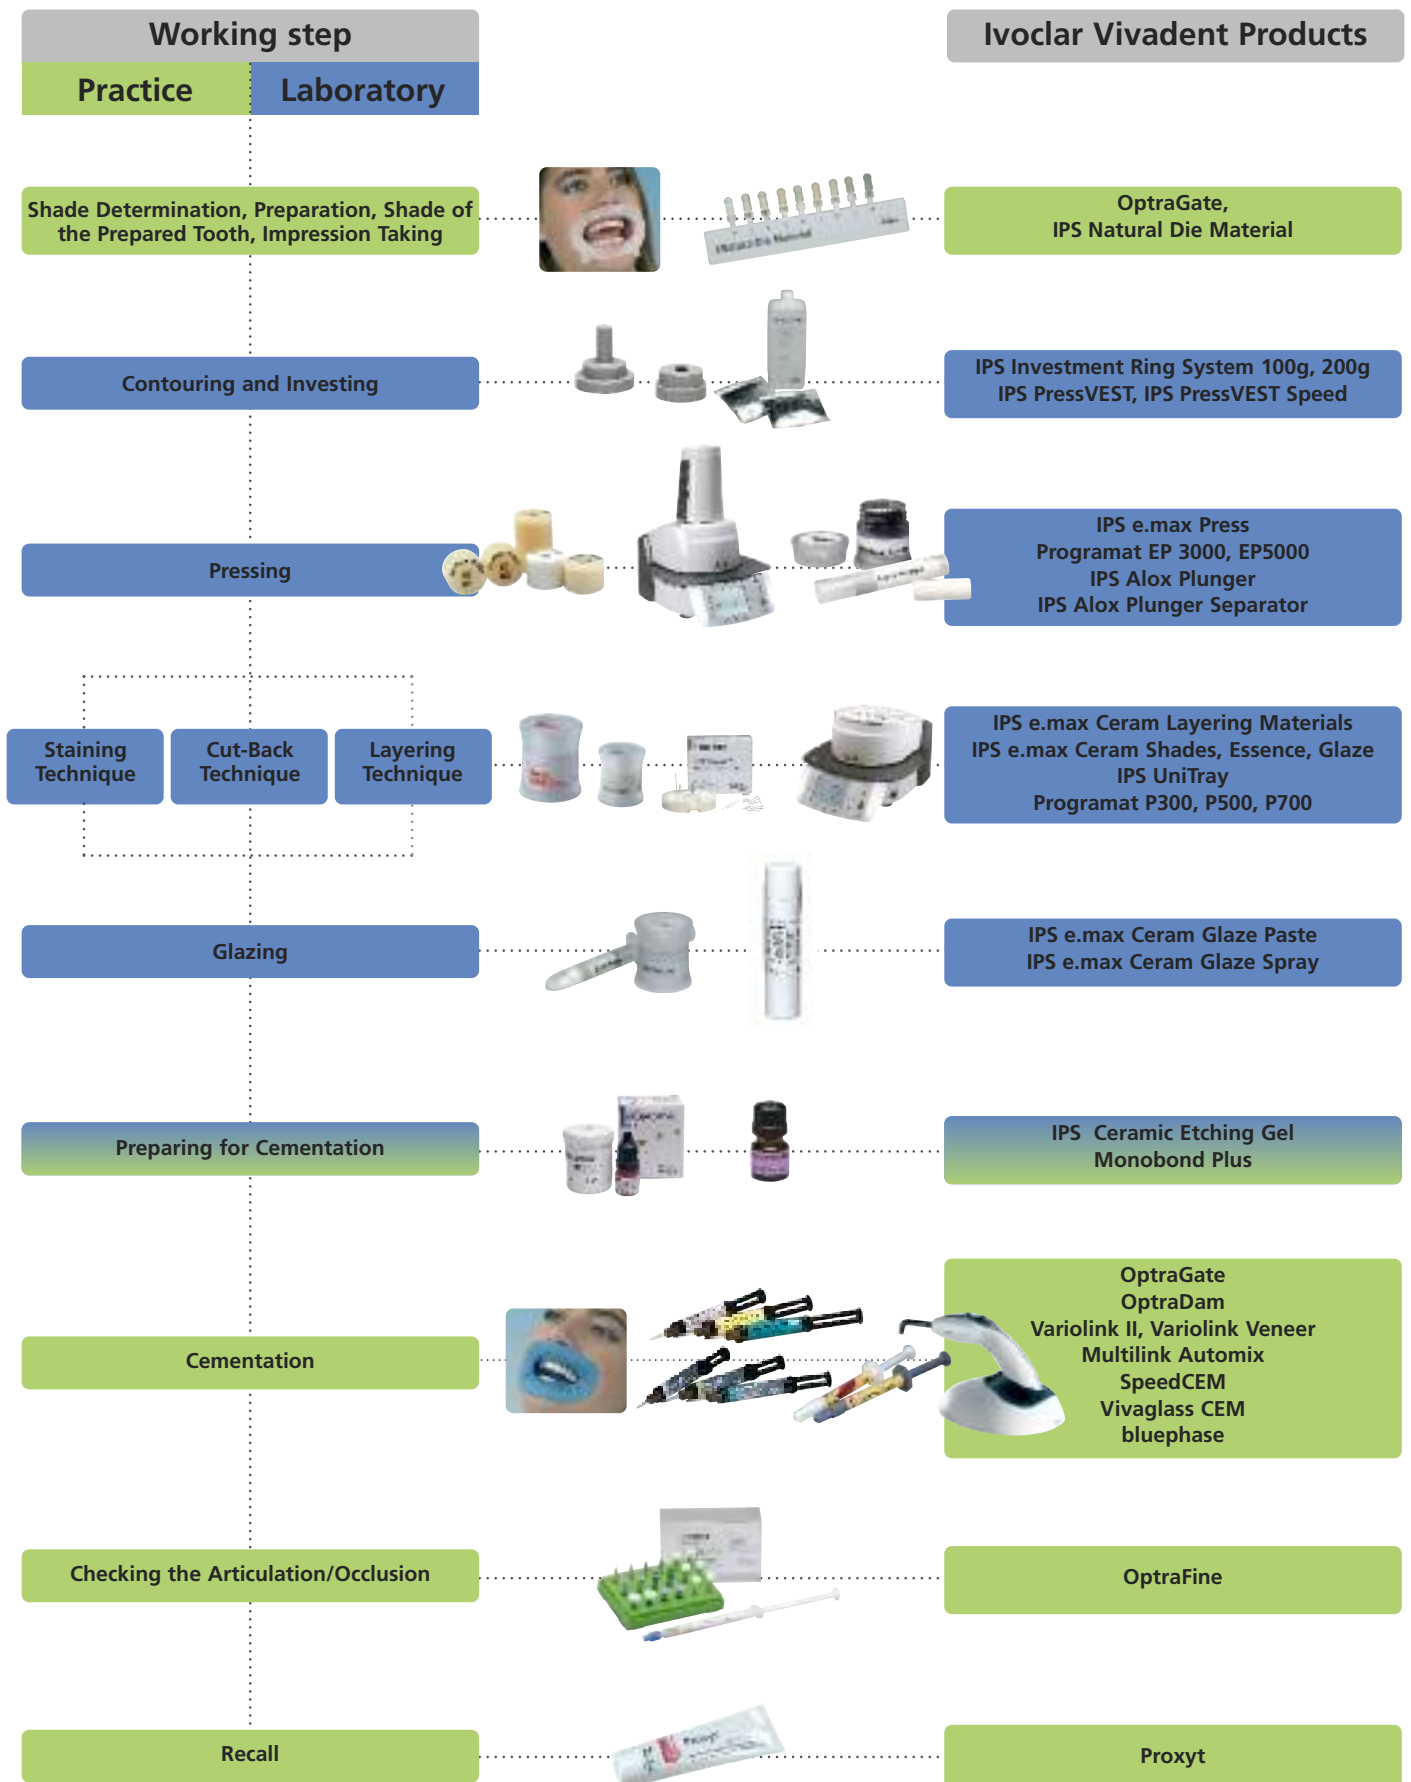 Working step
Ivoclar Vivadent Products
Practice
Laboratory
Shade Determination, Preparation, Shade of
the Prepared Tooth, Impression Taking
OptraGate,
IPS Natural Die Material
Contouring and Investing
IPS Investment Ring System 100g, 200g
IPS PressVEST, IPS PressVEST Speed
Pressing
IPS e.max Press
Programat EP 3000, EP5000
IPS Alox Plunger
IPS Alox Plunger Separator
Staining
Technique
Cut-Back
Technique
Layering
Technique
IPS e.max Ceram Layering Materials
IPS e.max Ceram Shades, Essence, Glaze
IPS UniTray
Programat P300, P500, P700
Glazing
IPS e.max Ceram Glaze Paste
IPS e.max Ceram Glaze Spray
Preparing for Cementation
IPS  Ceramic Etching Gel
Monobond Plus
Cementation
OptraGate
OptraDam
Variolink II, Variolink Veneer
Multilink Automix
SpeedCEM
Vivaglass CEM
bluephase
Checking the Articulation/Occlusion
OptraFine
Recall
Proxyt